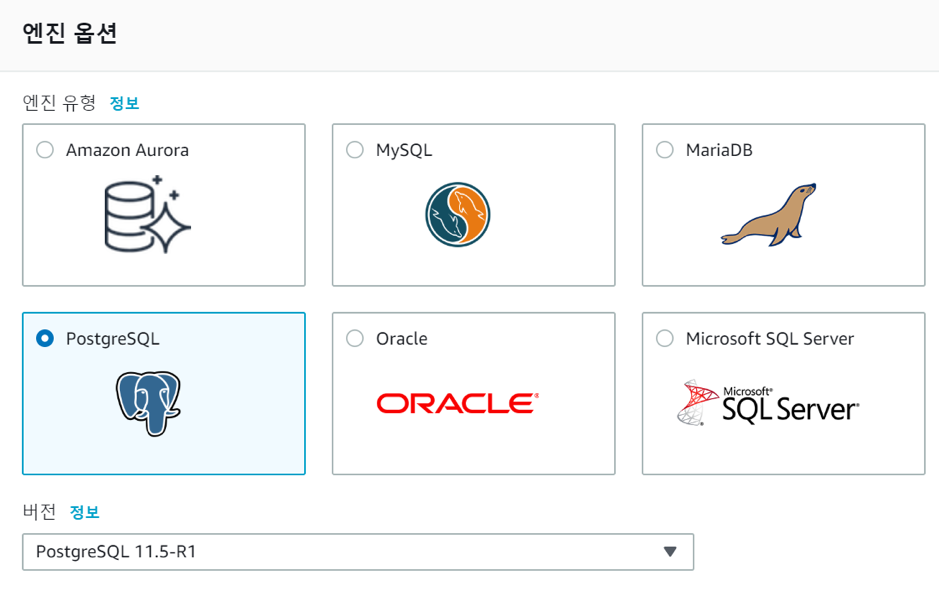 엔진 옵션
엔진 유형 정보
Amazon Aurora
MySQL
MariaDB
PostgreSQL
Oracle
Microsoft SQL Server
ORACLE®
Microsoft®
SQL Server®
버전 정보
PostgreSQL 11.5-R1